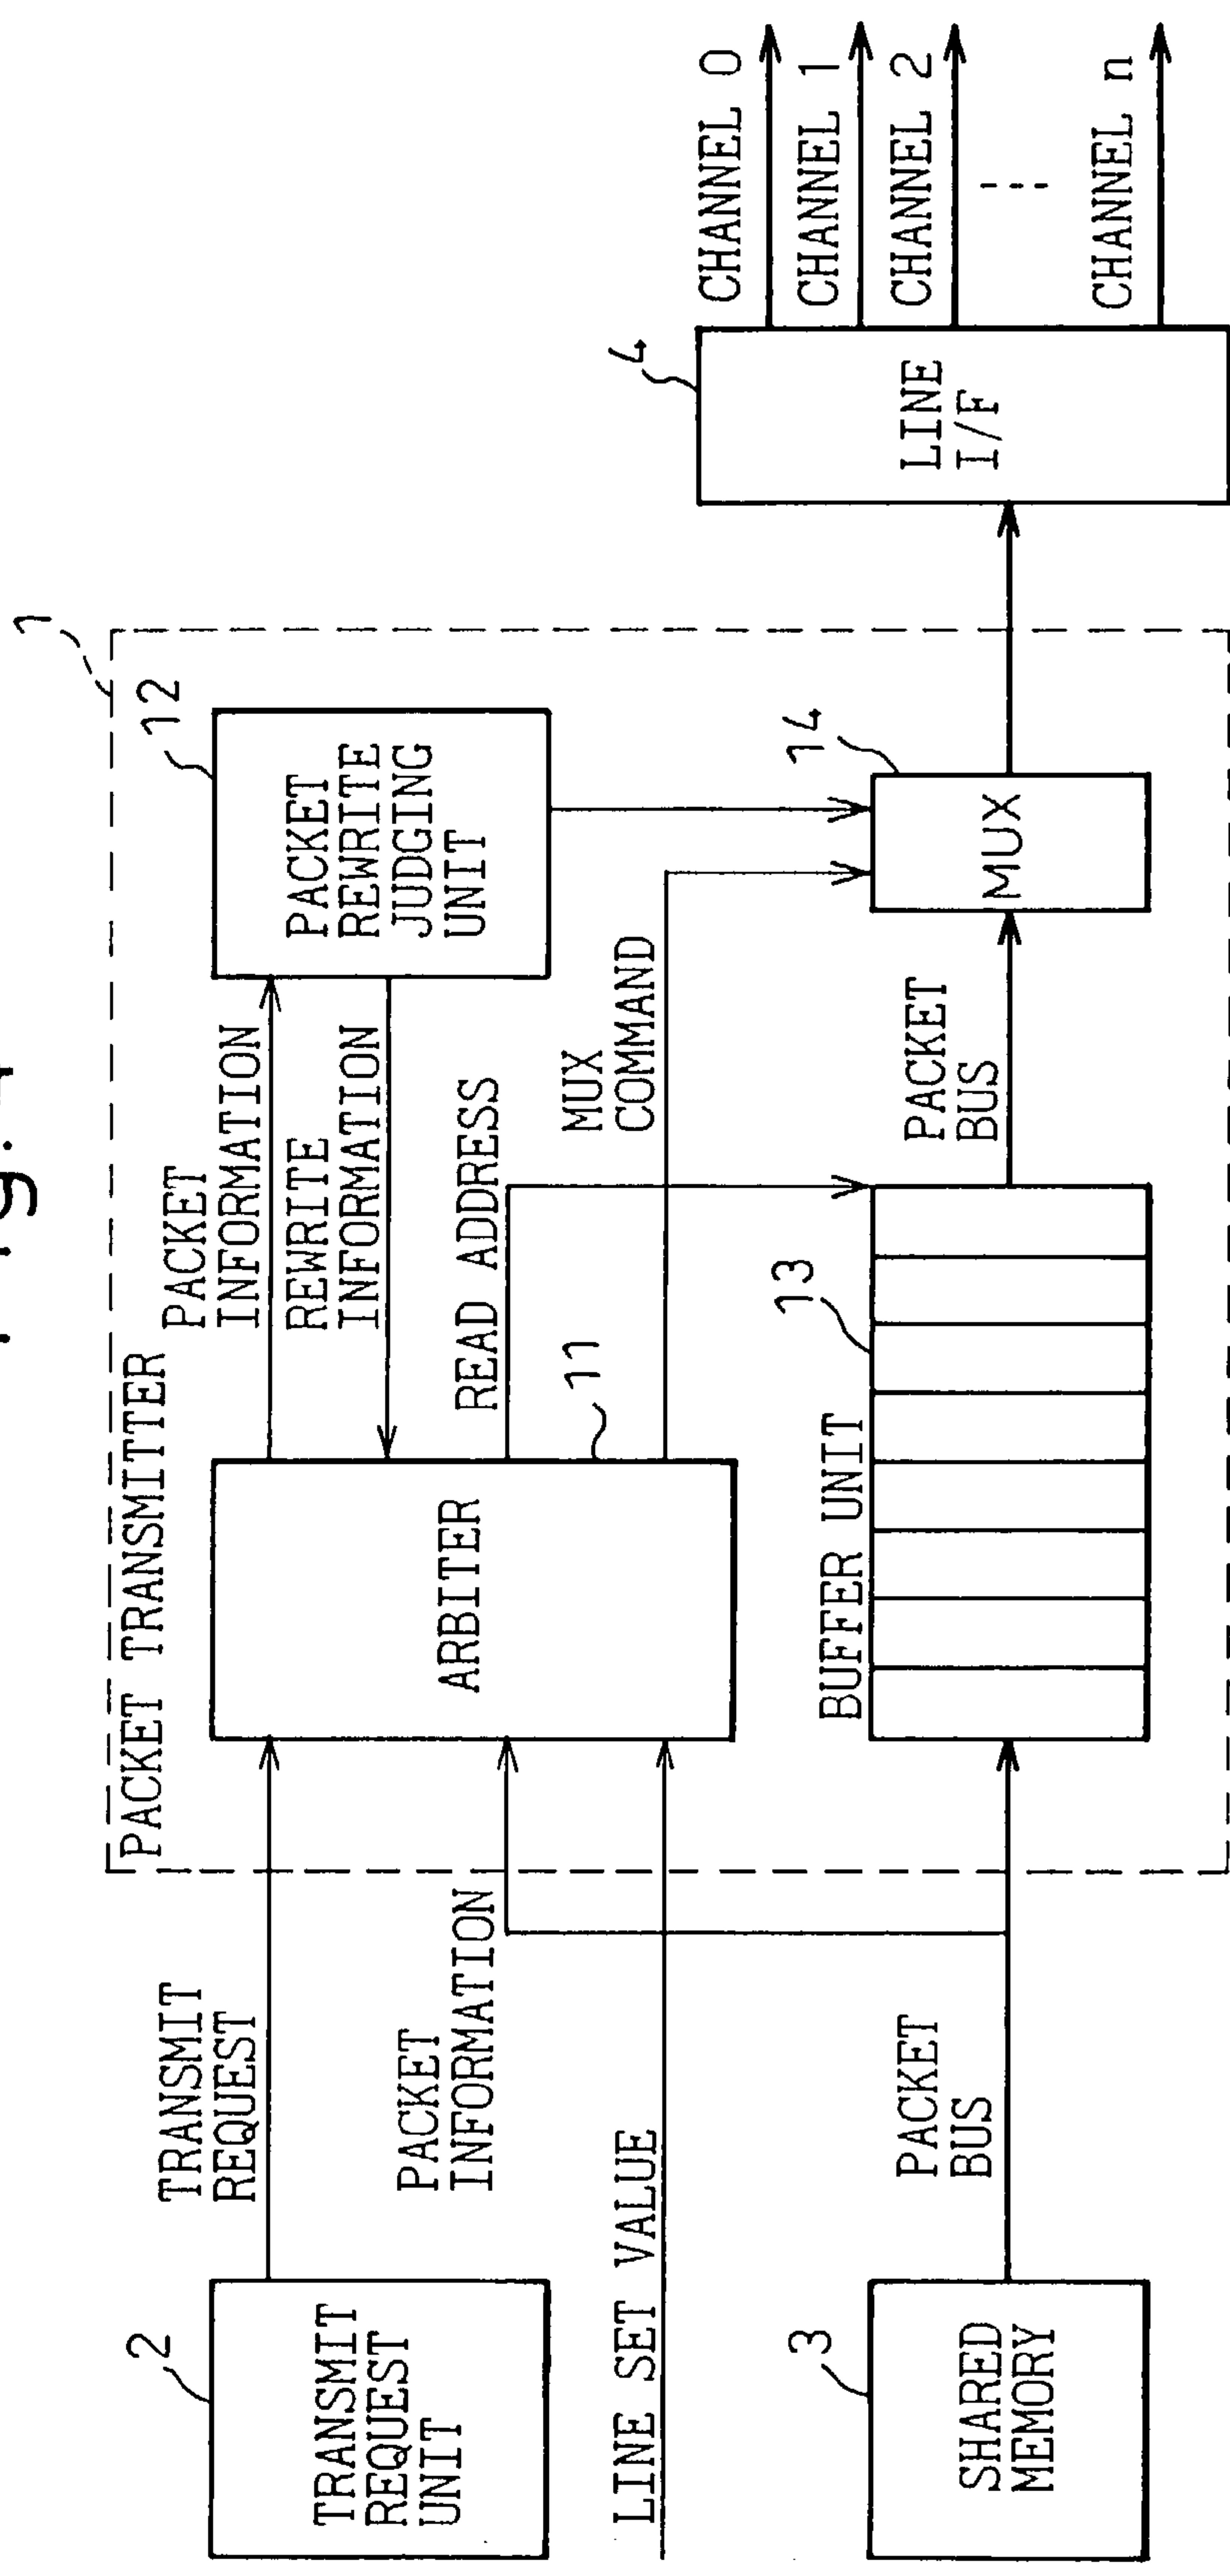 1
PACKET TRANSMITTER
2
TRANSMIT
REQUEST
UNIT
TRANSMIT
REQUEST
PACKET
INFORMATION
LINE SET VALUE
3
SHARED
MEMORY
PACKET
BUS
ARBITER
11
PACKET
INFORMATION
REWRITE
INFORMATION
READ ADDRESS
MUX
COMMAND
12
PACKET
REWRITE
JUDGING
UNIT
BUFFER UNIT
13
PACKET
BUS
14
MUX
4
LINE
I/F
CHANNEL 0
CHANNEL 1
CHANNEL 2
CHANNEL n